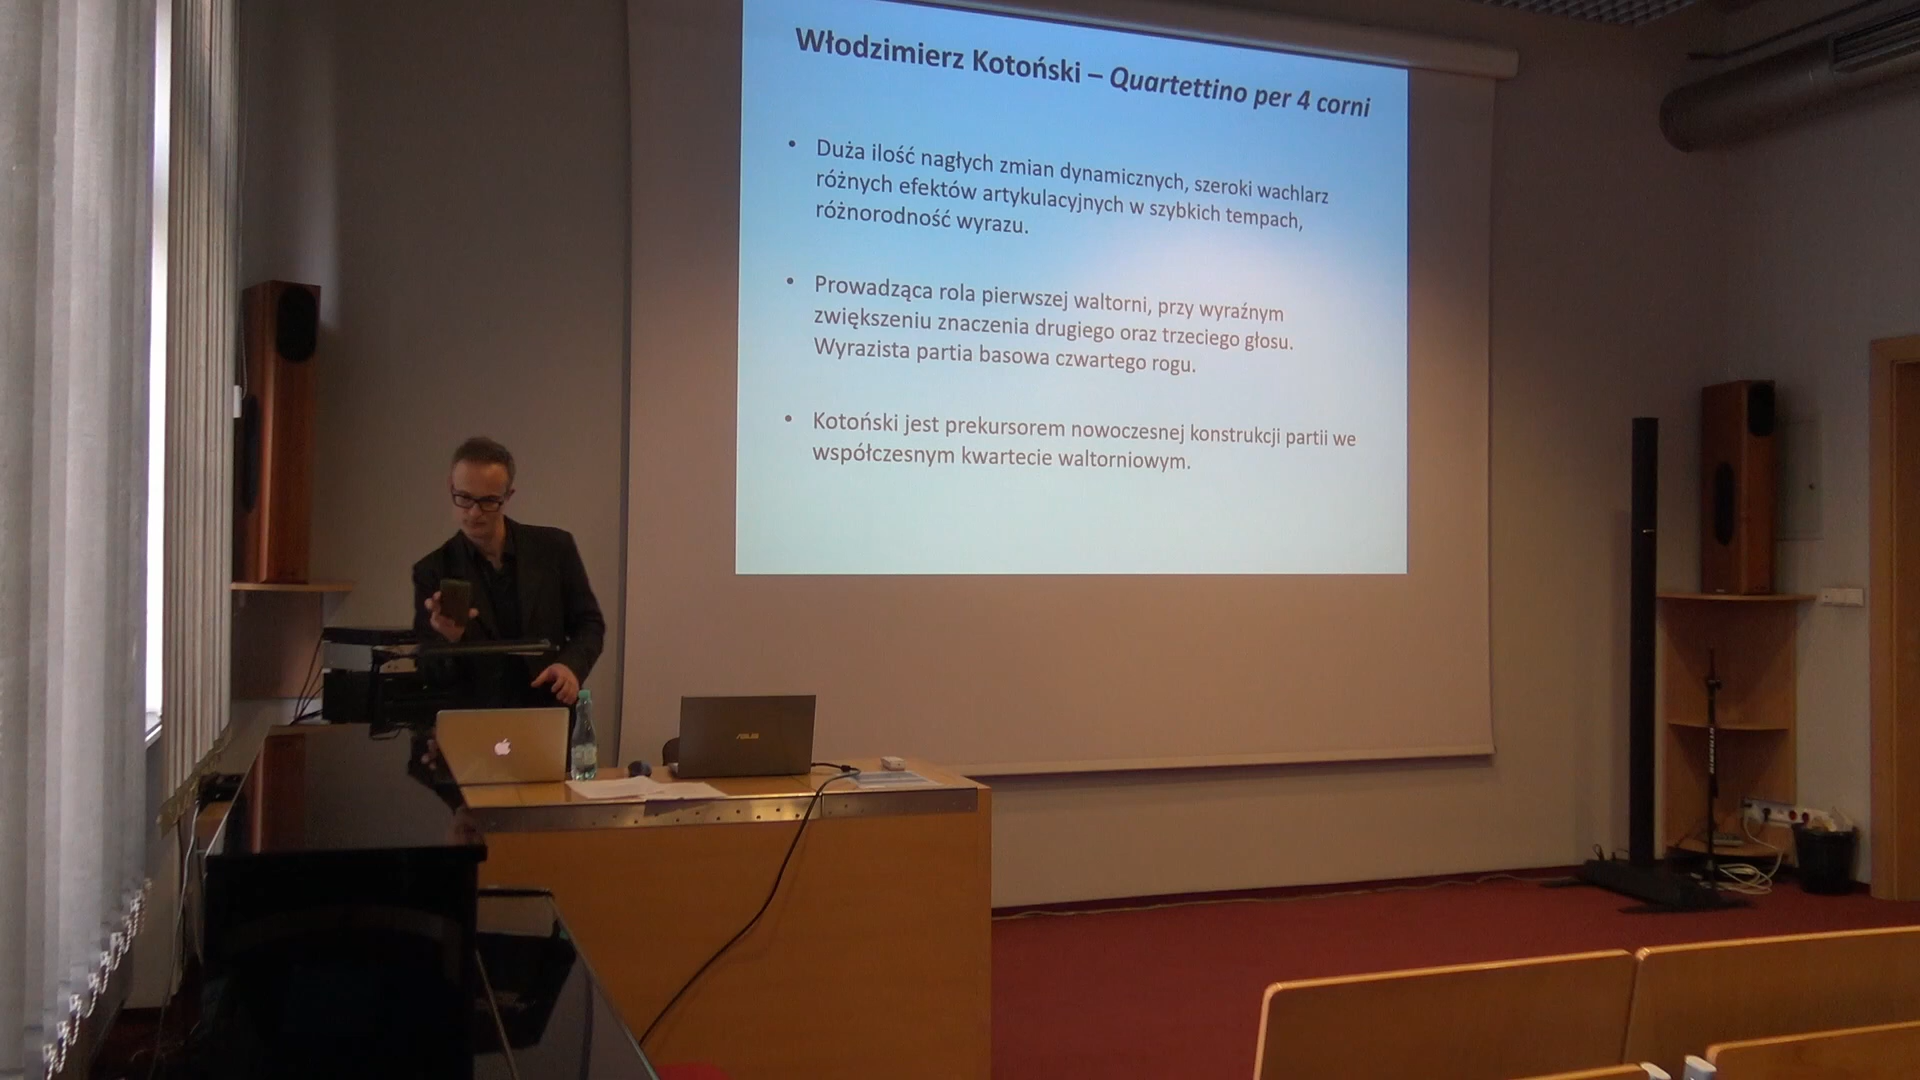 Włodzimierz Kotoński – Quartettino per 4 corni
• Duża ilość nagłych zmian dynamicznych, szeroki wachlarz
różnych efektów artykulacyjnych w szybkich tempach,
różnorodność wyrazu.
• Prowadząca rola pierwszej waltorni, przy wyraźnym
zwiększeniu znaczenia drugiego oraz trzeciego głosu.
Wyrazista partia basowa czwartego rogu.
• Kotoński jest prekursorem nowoczesnej konstrukcji partii we
współczesnym kwartecie waltorniowym.
ASUS